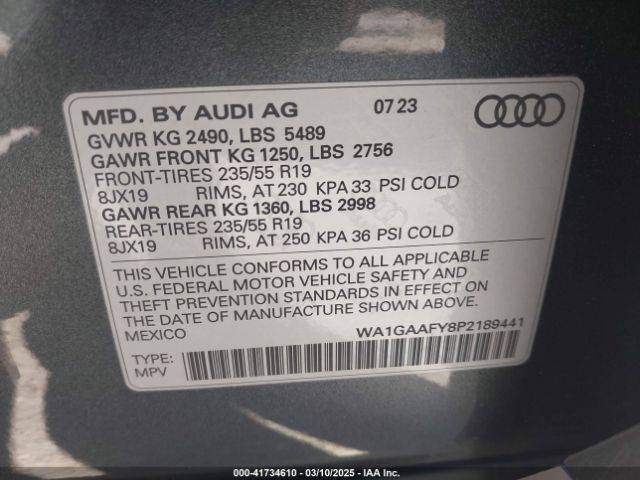 MFD. BY AUDI AG 07 23
GVWR KG 2490, LBS 5489
GAWR FRONT KG 1250, LBS 2756
FRONT-TIRES 235/55 R19
8JX19 RIMS, AT 230 KPA 33 PSI COLD
GAWR REAR KG 1360, LBS 2998
REAR-TIRES 235/55 R19
8JX19 RIMS, AT 250 KPA 36 PSI COLD
THIS VEHICLE CONFORMS TO ALL APPLICABLE
U.S. FEDERAL MOTOR VEHICLE SAFETY AND
THEFT PREVENTION STANDARDS IN EFFECT ON
THE DATE OF MANUFACTURE SHOWN ABOVE.
MEXICO WA1GAAFY8P2189441
TYPE:
MPV
000-41734610 — 03/10/2025 — IAA Inc.